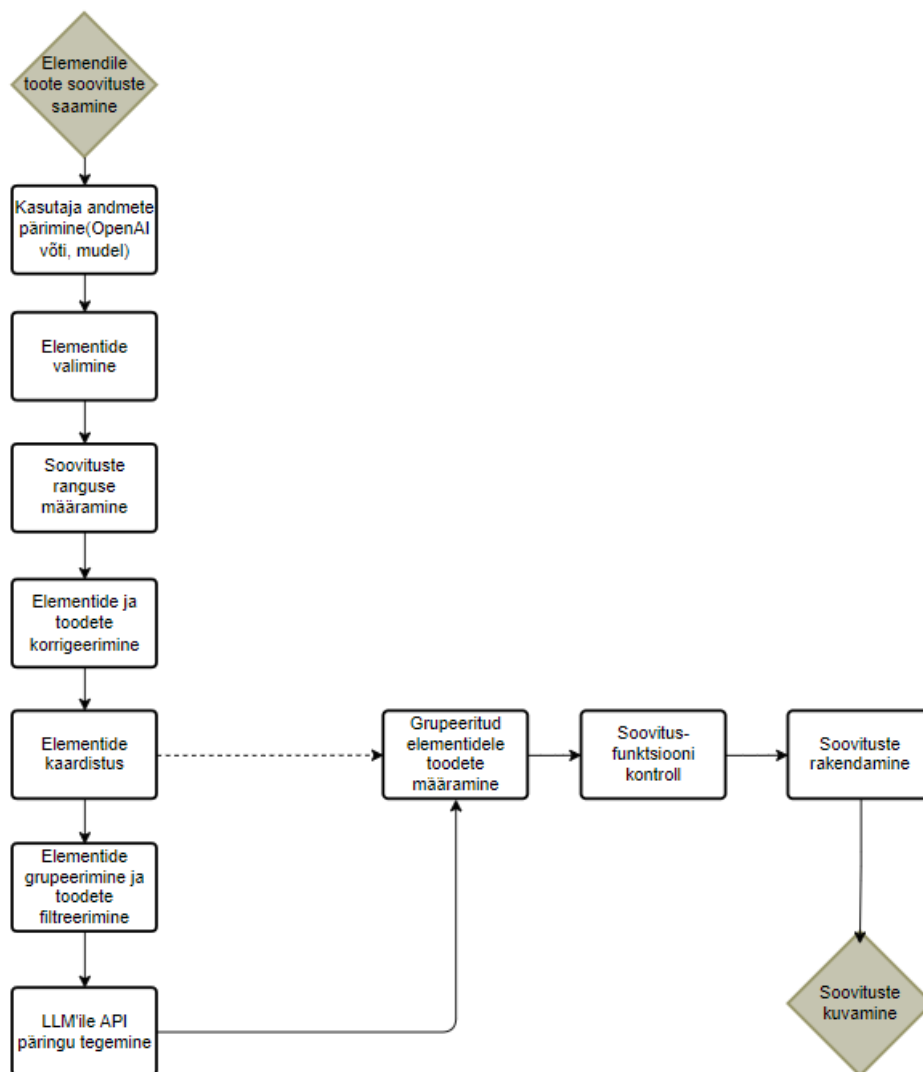 Elemendile
toote soovituste
saamine
Kasutaja andmete
pärimine(OpenAI
võti, mudel)
Elementide
valimine
Soovituste
ranguse
määramine
Elementide ja
toodete
korrigeerimine
Elementide
kaardistus
Grupeeritud
elementidele
toodete
määramine
Soovitus-
funktsiooni
kontroll
Soovituste
rakendamine
Elementide
grupeerimine ja
toodete
filtreerimine
LLM'ile API
päringu tegemine
Soovituste
kuvamine